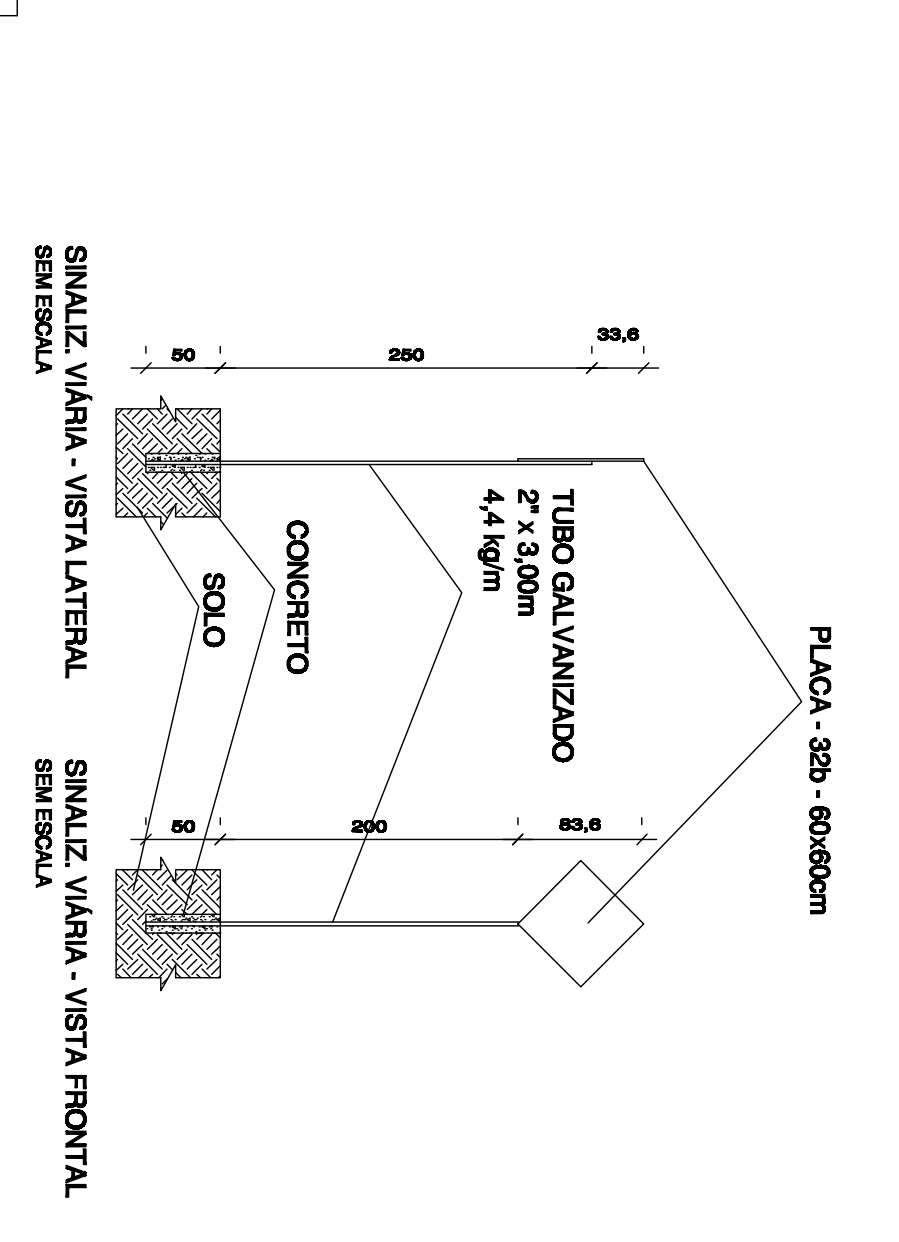 PLACA - 32b - 60x60cm
33,6
83,6
TUBO GALVANIZADO
2" x 3,00m
4,4 kg/m
250
200
CONCRETO
SOLO
50
50
SINALIZ. VIÁRIA - VISTA LATERAL
SEM ESCALA
SINALIZ. VIÁRIA - VISTA FRONTAL
SEM ESCALA